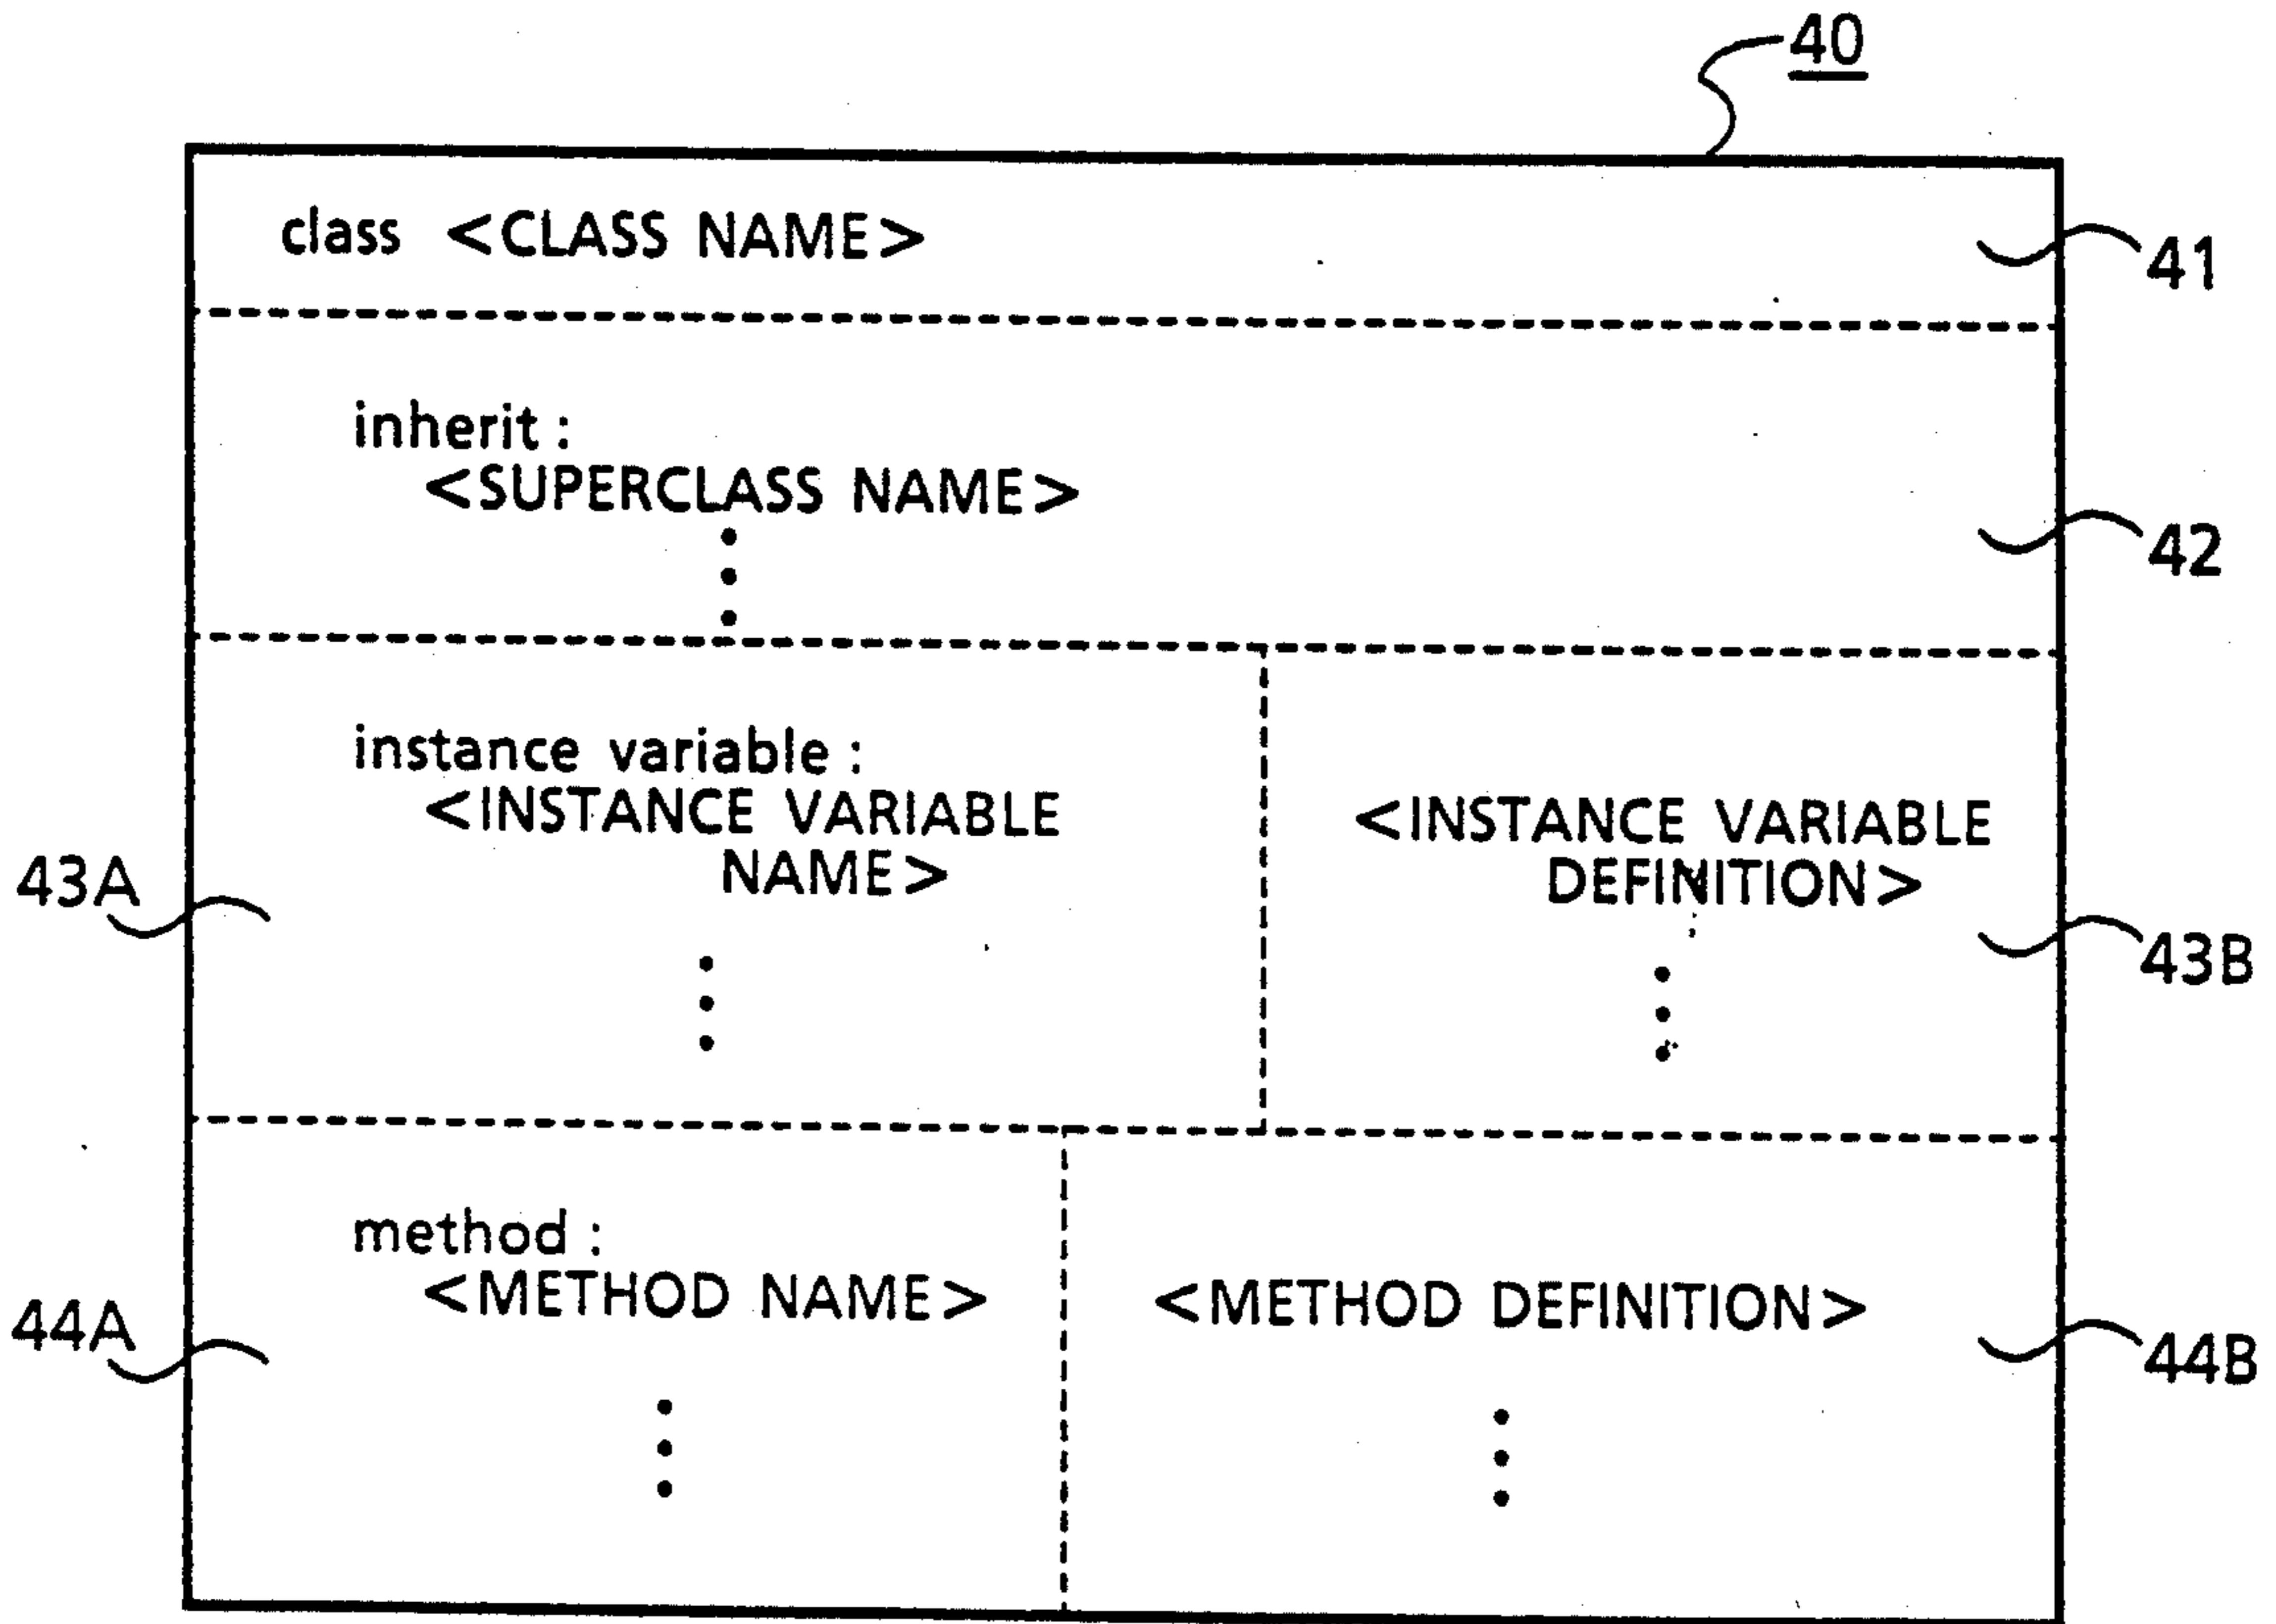 40
class <CLASS NAME>
41
inherit :
<SUPERCLASS NAME>
42
instance variable :
<INSTANCE VARIABLE
NAME>
<INSTANCE VARIABLE
DEFINITION>
43A
43B
method :
<METHOD NAME>
<METHOD DEFINITION>
44A
44B